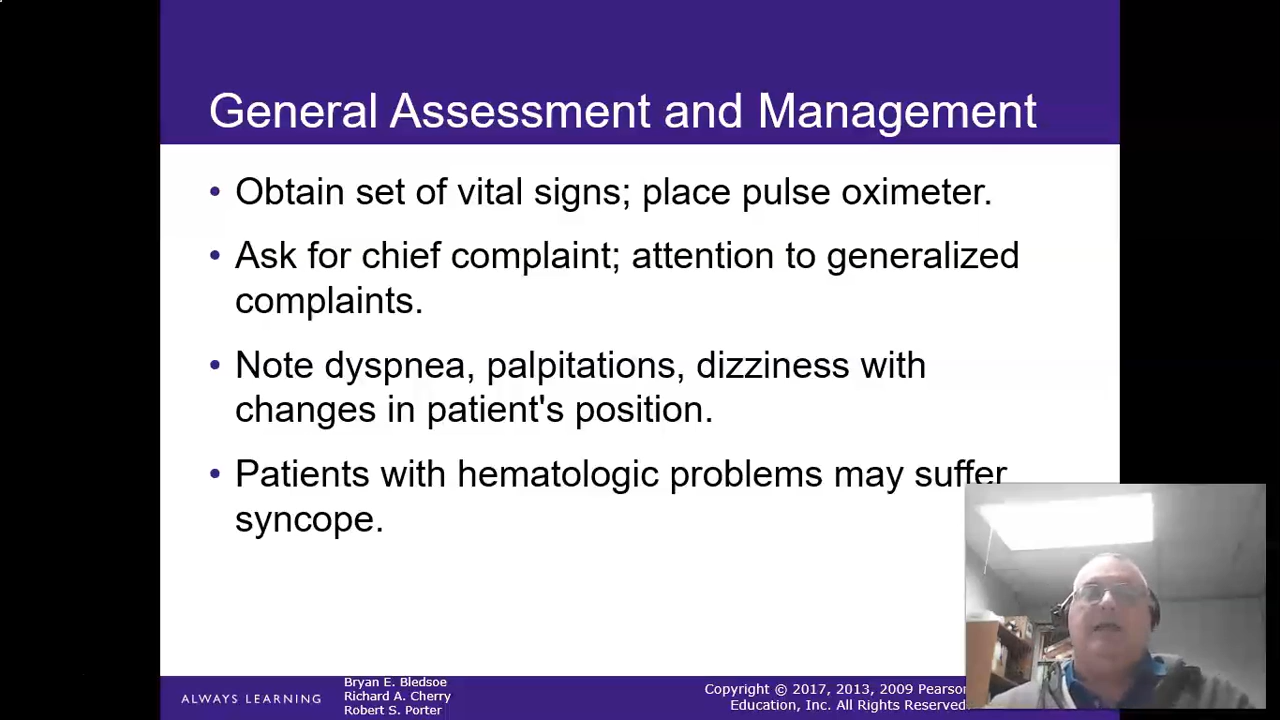 General Assessment and Management
• Obtain set of vital signs; place pulse oximeter.
• Ask for chief complaint; attention to generalized
complaints.
• Note dyspnea, palpitations, dizziness with
changes in patient's position.
• Patients with hematologic problems may suffer
syncope.
ALWAYS LEARNING
Bryan E. Bledsoe
Richard A. Cherry
Robert S. Porter
Copyright © 2017, 2013, 2009 Pearson
Education, Inc. All Rights Reserved.